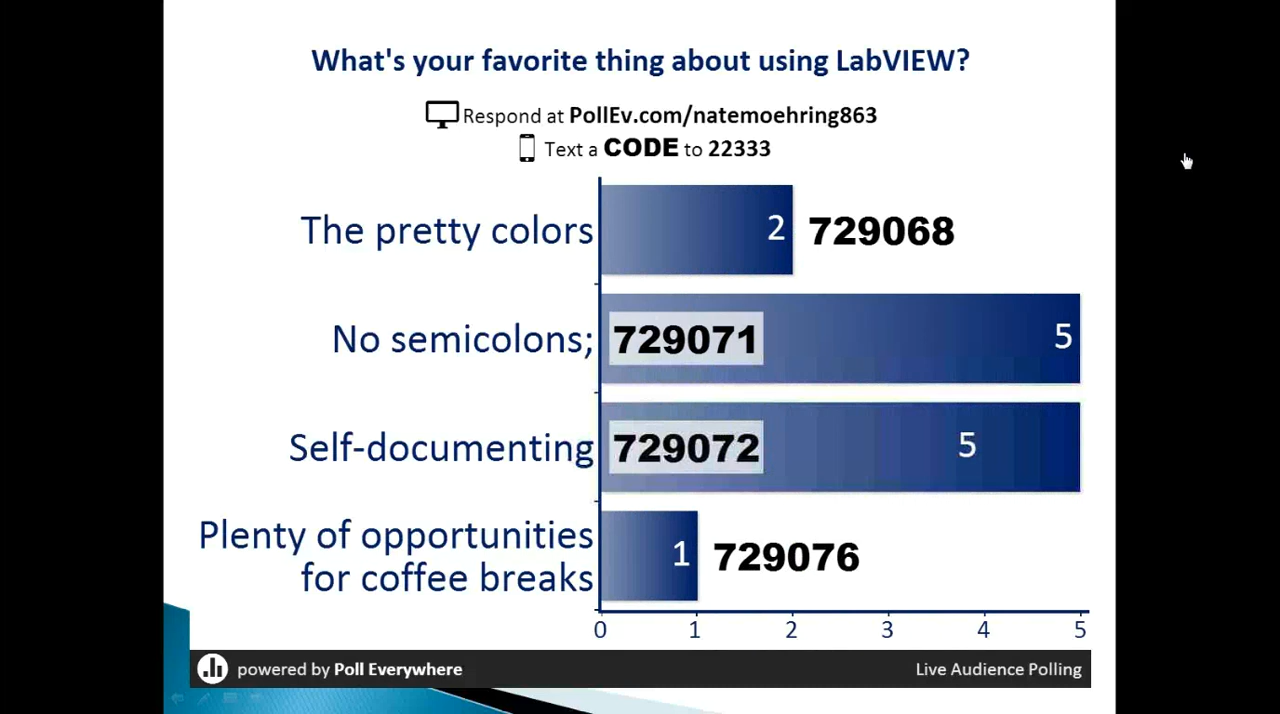 What's your favorite thing about using LabVIEW?
Respond at PollEv.com/natemoehring863
Text a CODE to 22333
The pretty colors 2 729068
No semicolons; 729071 5
Self-documenting 729072 5
Plenty of opportunities
for coffee breaks 1 729076
0 1 2 3 4 5
powered by Poll Everywhere Live Audience Polling